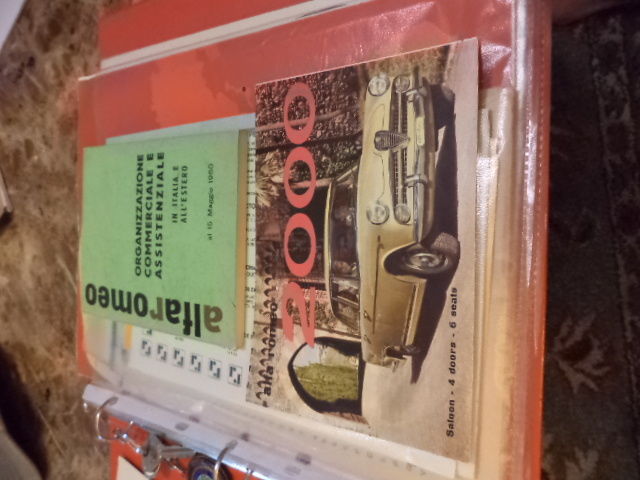 alfaromeo
ORGANIZZAZIONE
COMMERCIALE E
ASSISTENZIALE
IN ITALIA E
ALL'ESTERO
al 15 Maggio 1960
alfa romeo
2000
Saloon - 4 doors - 6 seats